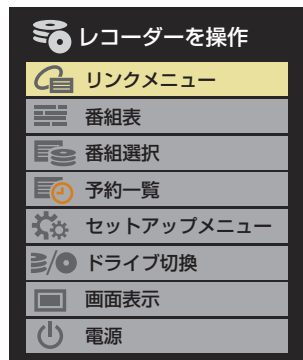 レコーダーを操作
リンクメニュー
番組表
番組選択
予約一覧
セットアップメニュー
ドライブ切換
画面表示
電源